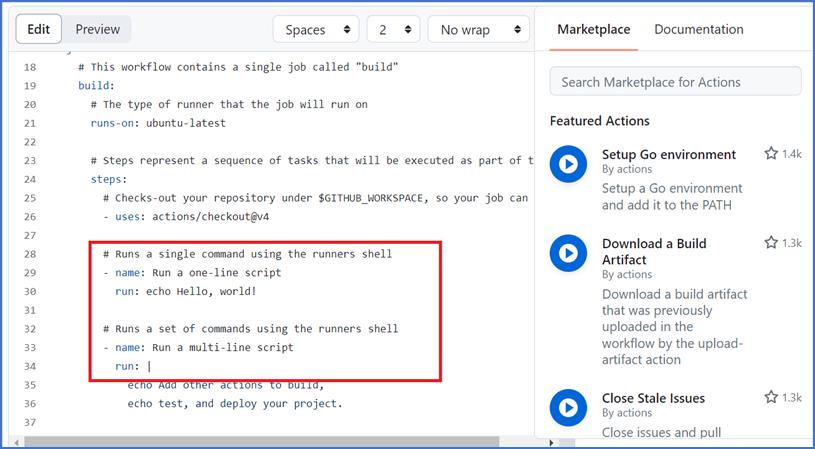 Edit
Preview
Spaces
2
No wrap
18 # This workflow contains a single job called "build"
19 build:
20 # The type of runner that the job will run on
21 runs-on: ubuntu-latest
22
23 # Steps represent a sequence of tasks that will be executed as part of t
24 steps:
25 # Checks-out your repository under $GITHUB_WORKSPACE, so your job can
26 - uses: actions/checkout@v4
27
28 # Runs a single command using the runners shell
29 - name: Run a one-line script
30 run: echo Hello, world!
31
32 # Runs a set of commands using the runners shell
33 - name: Run a multi-line script
34 run: |
35 echo Add other actions to build,
36 echo test, and deploy your project.
37
Marketplace
Documentation
Search Marketplace for Actions
Featured Actions
Setup Go environment
1.4k
By actions
Setup a Go environment
and add it to the PATH
Download a Build
Artifact
1.3k
By actions
Download a build artifact
that was previously
uploaded in the
workflow by the upload-
artifact action
Close Stale Issues
1.3k
By actions
Close issues and pull